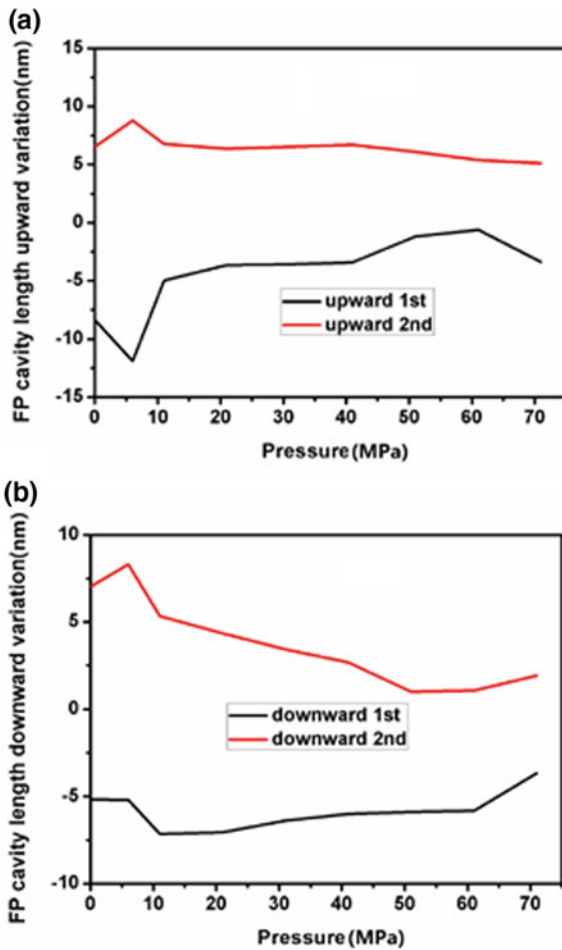 (a)
FP cavity length upward variation(nm)
15
10
5
0
-5
-10
-15
upward 1st
upward 2nd
0 10 20 30 40 50 60 70
Pressure(MPa)
(b)
FP cavity length downward variation(nm)
10
5
0
-5
-10
downward 1st
downward 2nd
0 10 20 30 40 50 60 70
Pressure(MPa)